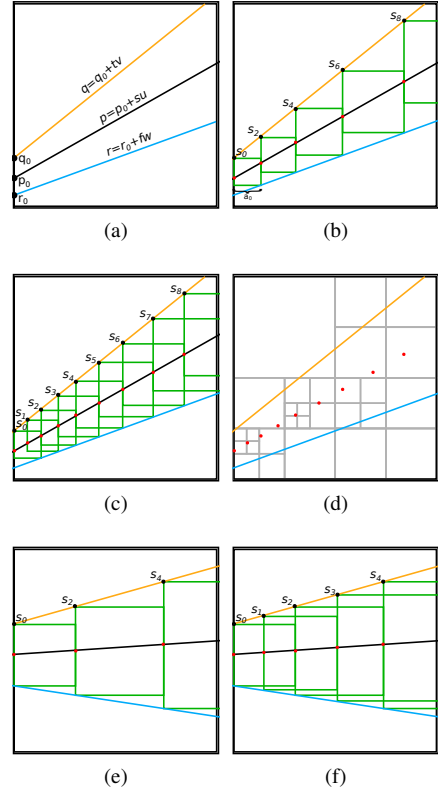 q=q₀+tv
p=p₀+su
r=r₀+fw
q₀
p₀
r₀
(a)
s₈
s₆
s₄
s₂
s₀
a₀
(b)
s₈
s₇
s₆
s₅
s₄
s₃
s₂
s₁
s₀
(c)
(d)
s₄
s₂
s₀
(e)
s₄
s₃
s₂
s₁
s₀
(f)